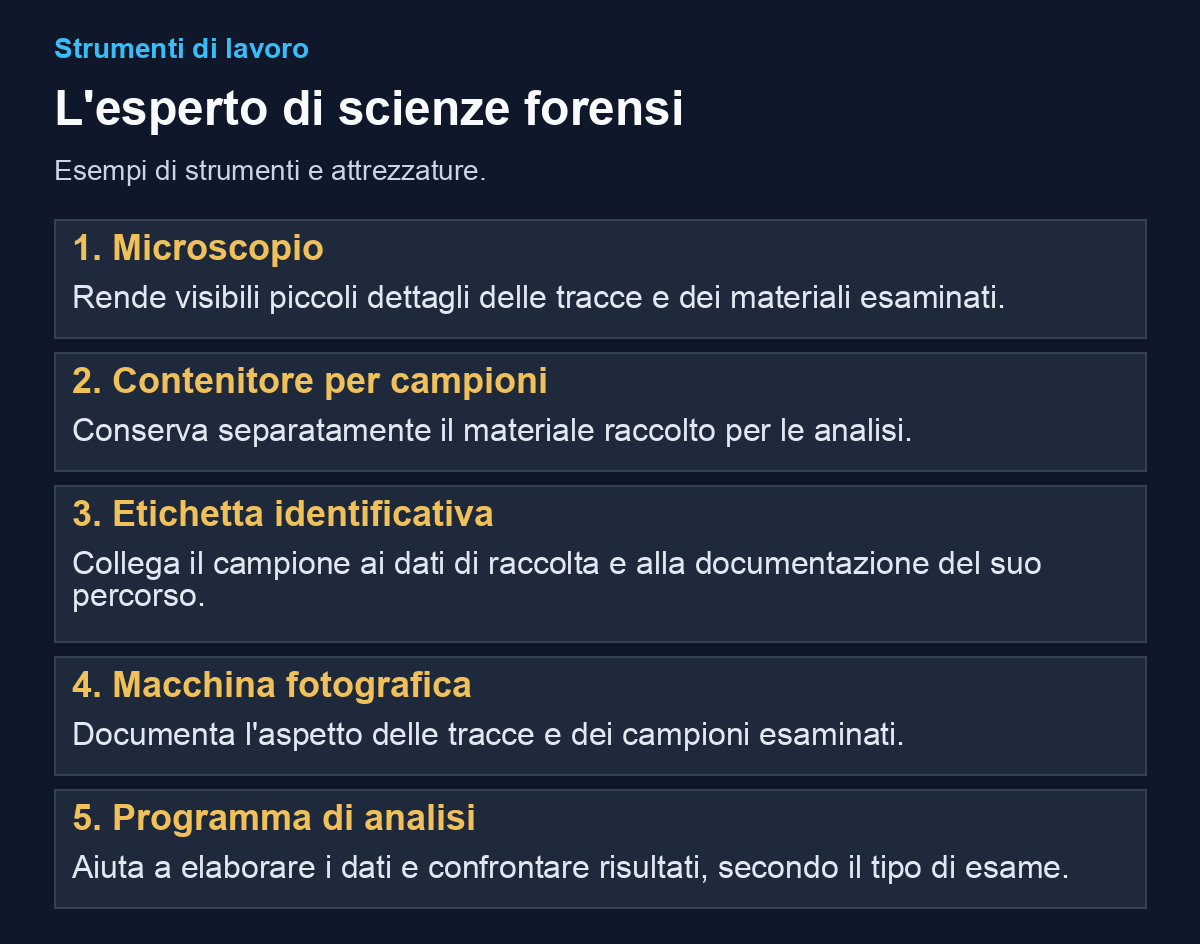 Strumenti di lavoro
L'esperto di scienze forensi
Esempi di strumenti e attrezzature.
1. Microscopio
Rende visibili piccoli dettagli delle tracce e dei materiali esaminati.
2. Contenitore per campioni
Conserva separatamente il materiale raccolto per le analisi.
3. Etichetta identificativa
Collega il campione ai dati di raccolta e alla documentazione del suo
percorso.
4. Macchina fotografica
Documenta l'aspetto delle tracce e dei campioni esaminati.
5. Programma di analisi
Aiuta a elaborare i dati e confrontare risultati, secondo il tipo di esame.